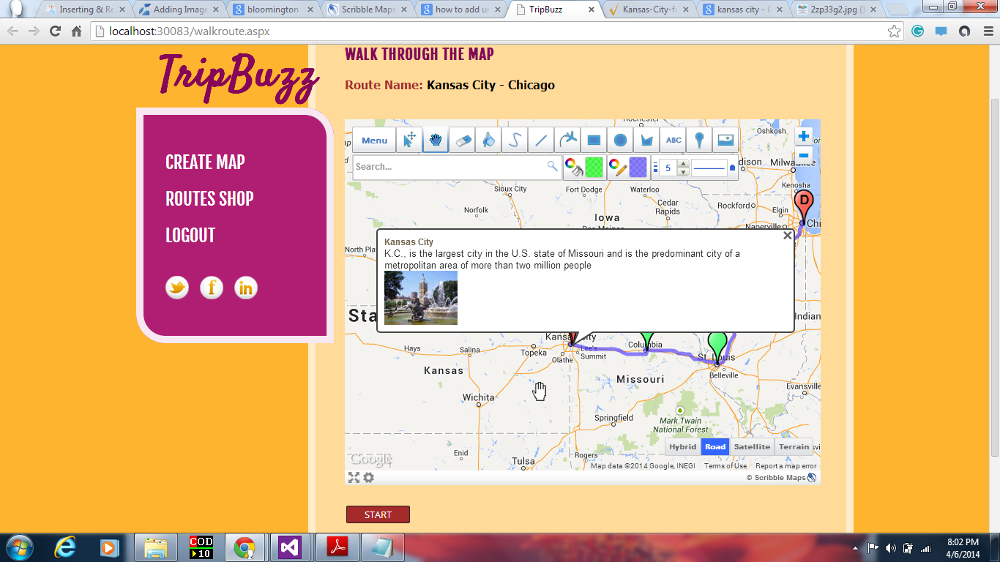 Inserting & Re
Adding Image
bloomington
Scribble Maps
how to add u
TripBuzz
Kansas-City-fo
kansas city - G
2zp33g2.jpg (1
localhost:30083/walkroute.aspx
TripBuzz
CREATE MAP
ROUTES SHOP
LOGOUT
WALK THROUGH THE MAP
Route Name: Kansas City - Chicago
Rochester
Oshkosh
Menu
ABC
Search...
5
dison
Milwaukee
Sioux City
Fort Dodge
Waterloo
Kenosha
Cedar
Rapids
Rockford
Elgin
D
Norfolk
Iowa
Naperville
Chi
Des Moines
North Plat
Kansas City
K.C., is the largest city in the U.S. state of Missouri and is the predominant city of a
metropolitan area of more than two million people
Sta
Indian
Kansas City
Hays
Salina
Topeka
Lee's
Summit
Olathe
Columbia
St. Louis
Belleville
Kansas
Missouri
Evansville
Wichita
Springfield
Mark Twain
National Forest
Hybrid
Road
Satellite
Terrain
Enid
Tulsa
Rogers
Google
Map data ©2014 Google, INEGI
Terms of Use
Report a map error
© Scribble Maps
START
COD
10
8:02 PM
4/6/2014